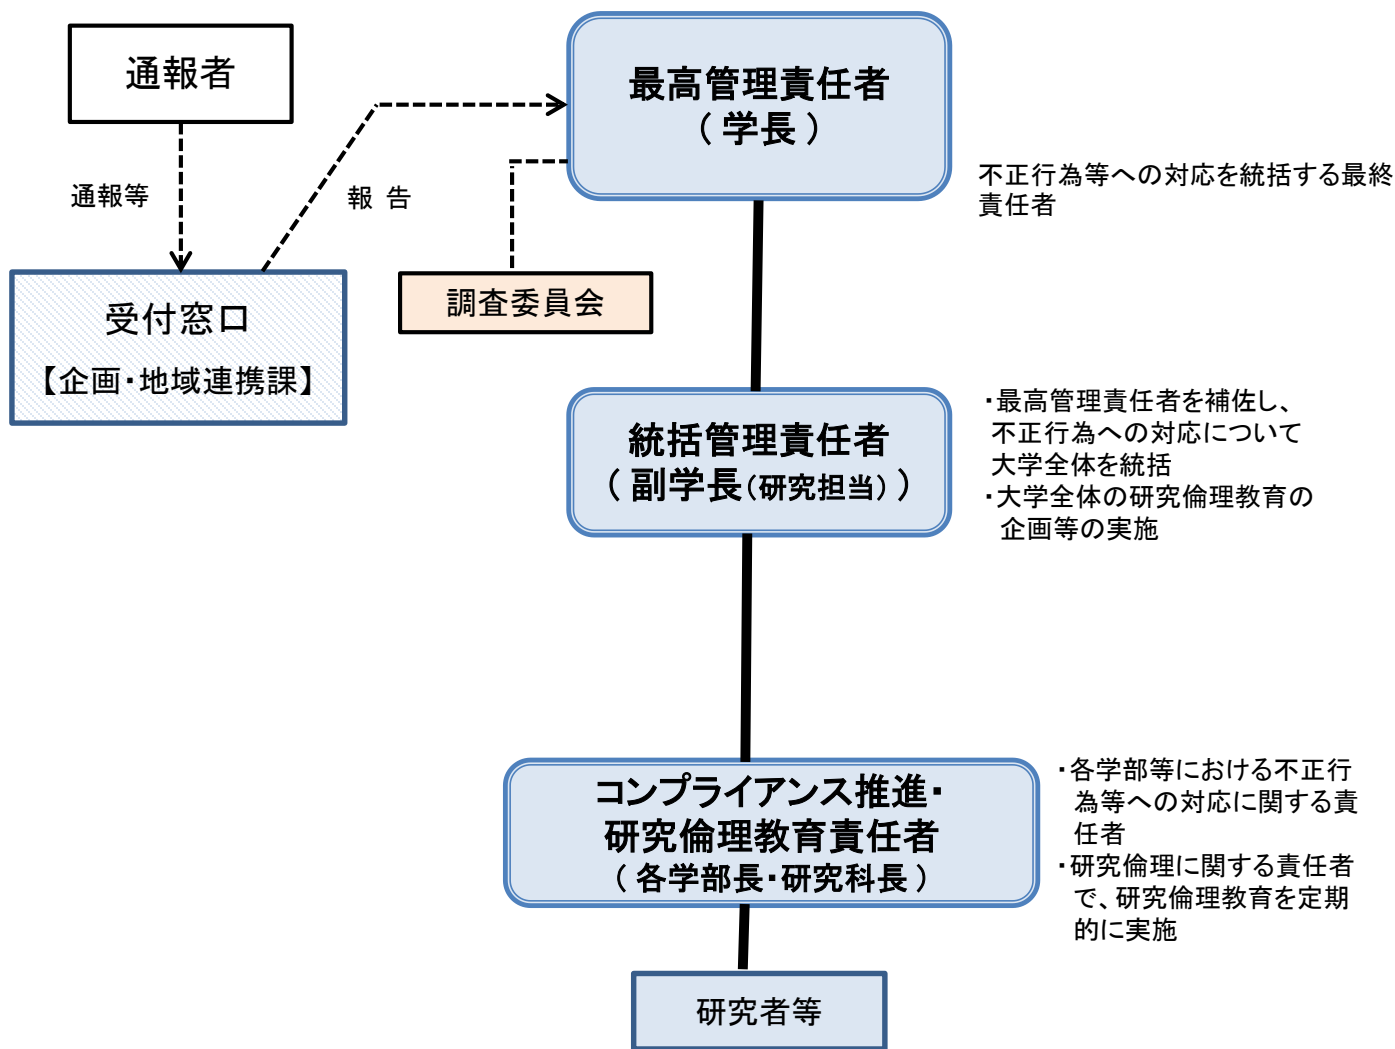 通報者
通報等
報 告
受付窓口
【企画・地域連携課】
調査委員会
最高管理責任者
（ 学長 ）
不正行為等への対応を統括する最終
責任者
統括管理責任者
（ 副学長（研究担当） ）
・最高管理責任者を補佐し、
不正行為への対応について
大学全体を統括
・大学全体の研究倫理教育の
企画等の実施
コンプライアンス推進・
研究倫理教育責任者
（ 各学部長・研究科長 ）
・各学部等における不正行
為等への対応に関する責
任者
・研究倫理に関する責任者
で、研究倫理教育を定期
的に実施
研究者等